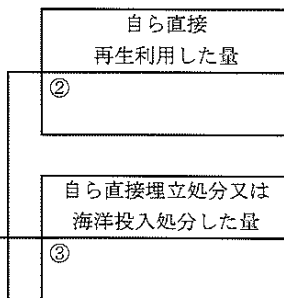 自ら直接
再生利用した量
②
自ら直接埋立処分又は
海洋投入処分した量
③